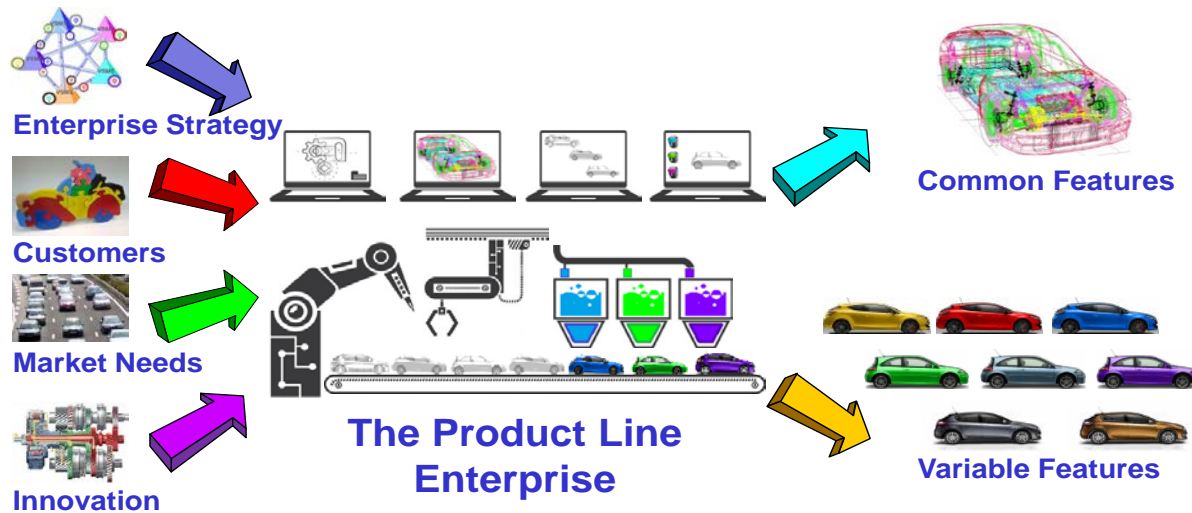 Enterprise Strategy
Customers
Market Needs
Innovation
The Product Line
Enterprise
Common Features
Variable Features